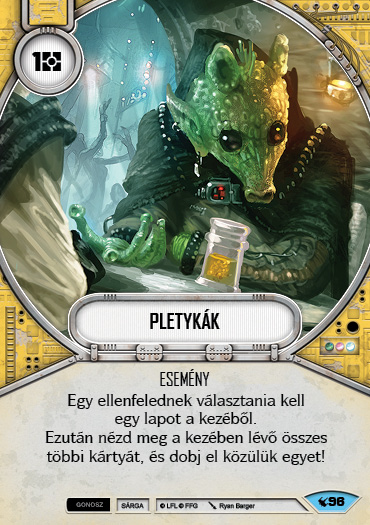 1
PLETYKÁK
ESEMÉNY
Egy ellenfelednek választania kell
egy lapot a kezéből.
Ezután nézd meg a kezében lévő összes
többi kártyát, és dobj el közülük egyet!
GONOSZ SÁRGA © LFL © FFG Ryan Barger 96